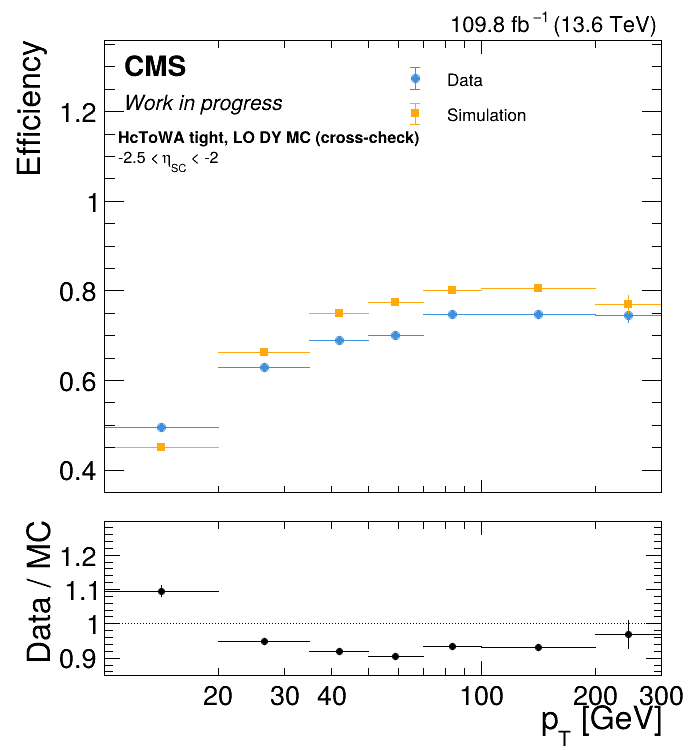 109.8 fb⁻¹ (13.6 TeV)
CMS
Work in progress
HcToWA tight, LO DY MC (cross-check)
-2.5 < η_SC < -2
Data
Simulation
Efficiency
1.2
1
0.8
0.6
0.4
Data / MC
1.2
1.1
1
0.9
20 30 40 100 200 300
p_T [GeV]